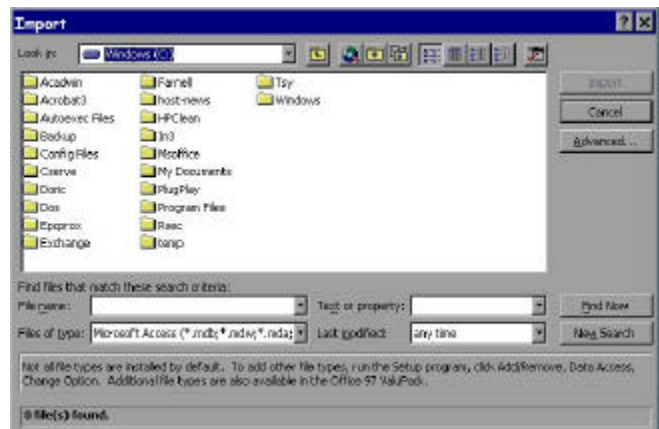 Import
Look in: Windows (C:)
Acadwin
Acrobat3
Autoexec Files
Backup
Config Files
Cserve
Doric
Dos
Epqprox
Exchange
Farnell
host-news
HPClean
In3
Msoffice
My Documents
PlugPlay
Program Files
temp
Tsy
Windows
Import
Cancel
Advanced...
Find files that match these search criteria:
File name:
Text or property:
Find Now
Files of type: Microsoft Access (*.mdb;*.mdw;*.mda;
Last modified: any time
New Search
Not all file types are installed by default. To add other file types, run the Setup program, click Add/Remove, Data Access,
Change Option. Additional file types are also available in the Office 97 ValuPack.
0 file(s) found.